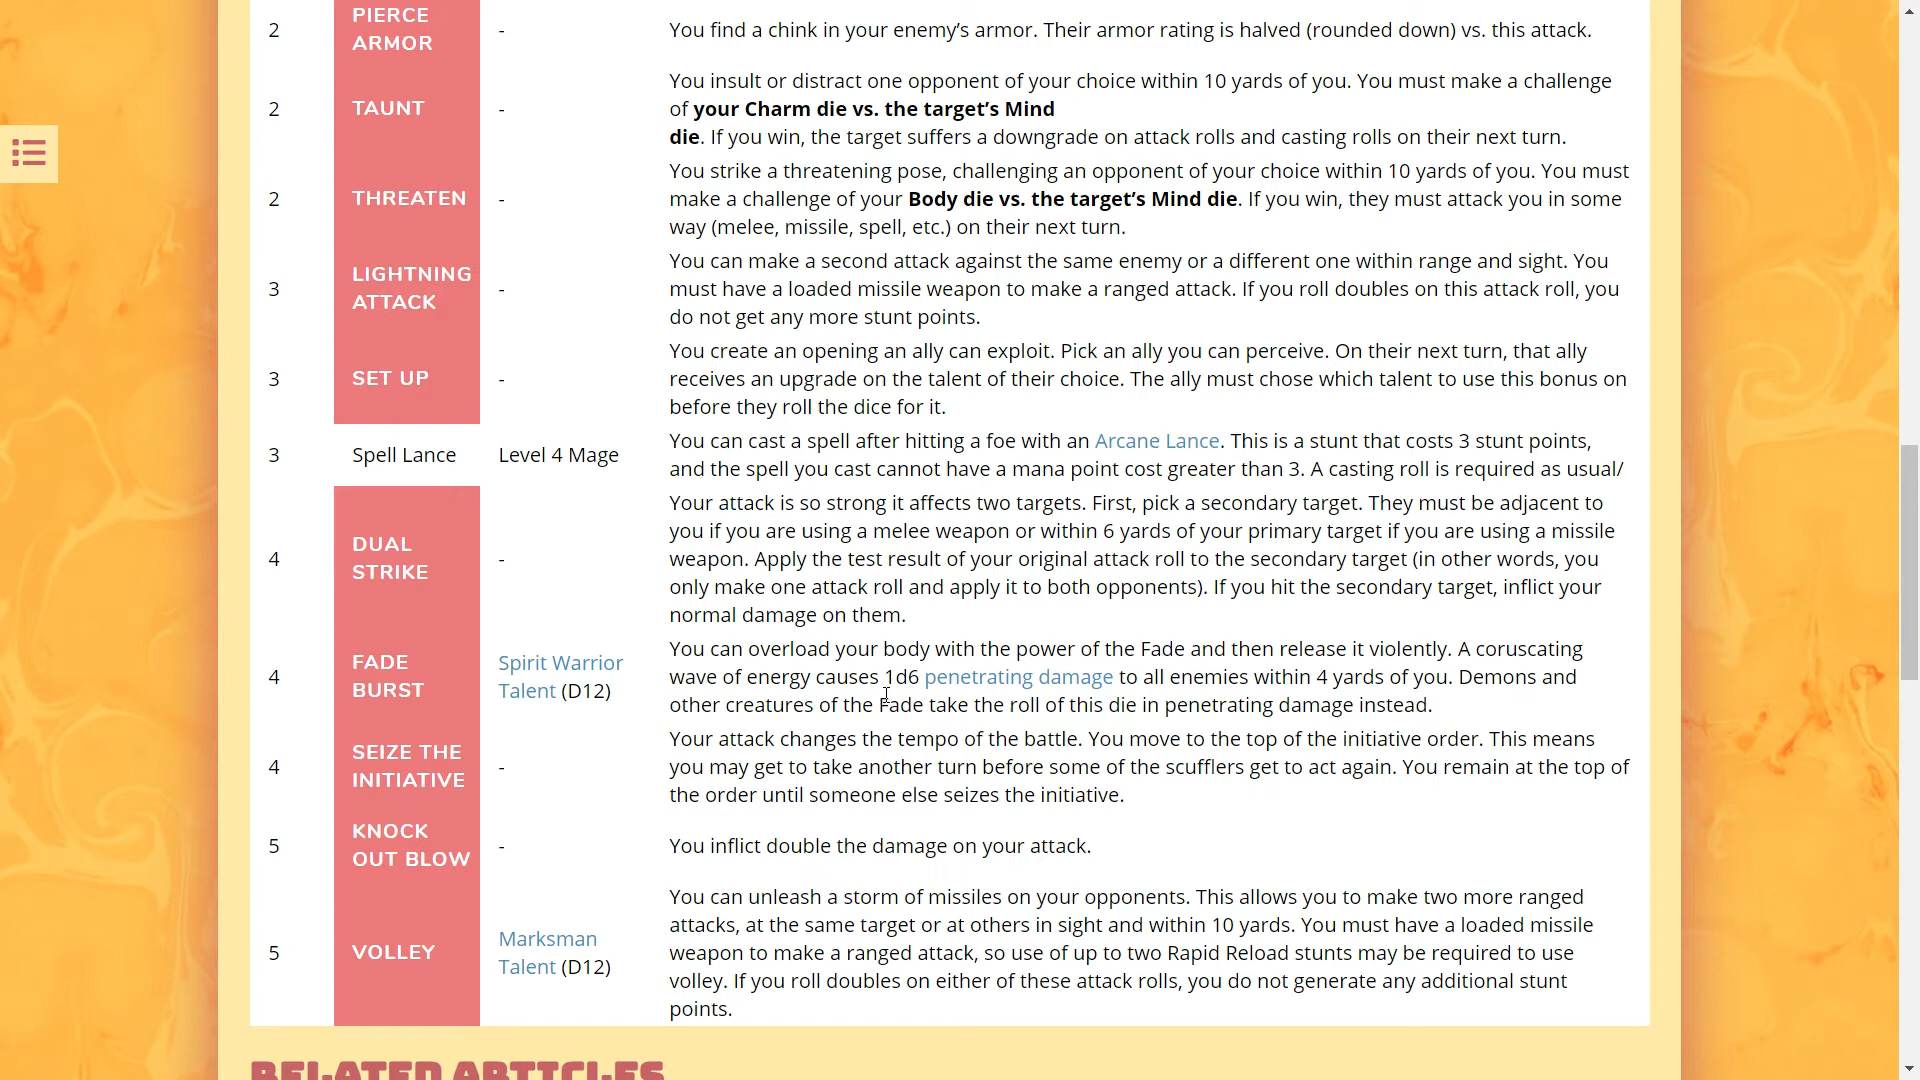 2
PIERCE
ARMOR
-
You find a chink in your enemy’s armor. Their armor rating is halved (rounded down) vs. this attack.
2
TAUNT
-
You insult or distract one opponent of your choice within 10 yards of you. You must make a challenge
of your Charm die vs. the target’s Mind
die. If you win, the target suffers a downgrade on attack rolls and casting rolls on their next turn.
2
THREATEN
-
You strike a threatening pose, challenging an opponent of your choice within 10 yards of you. You must
make a challenge of your Body die vs. the target’s Mind die. If you win, they must attack you in some
way (melee, missile, spell, etc.) on their next turn.
3
LIGHTNING
ATTACK
-
You can make a second attack against the same enemy or a different one within range and sight. You
must have a loaded missile weapon to make a ranged attack. If you roll doubles on this attack roll, you
do not get any more stunt points.
3
SET UP
-
You create an opening an ally can exploit. Pick an ally you can perceive. On their next turn, that ally
receives an upgrade on the talent of their choice. The ally must chose which talent to use this bonus on
before they roll the dice for it.
3
Spell Lance
Level 4 Mage
You can cast a spell after hitting a foe with an Arcane Lance. This is a stunt that costs 3 stunt points,
and the spell you cast cannot have a mana point cost greater than 3. A casting roll is required as usual/
4
DUAL
STRIKE
-
Your attack is so strong it affects two targets. First, pick a secondary target. They must be adjacent to
you if you are using a melee weapon or within 6 yards of your primary target if you are using a missile
weapon. Apply the test result of your original attack roll to the secondary target (in other words, you
only make one attack roll and apply it to both opponents). If you hit the secondary target, inflict your
normal damage on them.
4
FADE
BURST
Spirit Warrior
Talent (D12)
You can overload your body with the power of the Fade and then release it violently. A coruscating
wave of energy causes 1d6 penetrating damage to all enemies within 4 yards of you. Demons and
other creatures of the Fade take the roll of this die in penetrating damage instead.
4
SEIZE THE
INITIATIVE
-
Your attack changes the tempo of the battle. You move to the top of the initiative order. This means
you may get to take another turn before some of the scufflers get to act again. You remain at the top of
the order until someone else seizes the initiative.
5
KNOCK
OUT BLOW
-
You inflict double the damage on your attack.
5
VOLLEY
Marksman
Talent (D12)
You can unleash a storm of missiles on your opponents. This allows you to make two more ranged
attacks, at the same target or at others in sight and within 10 yards. You must have a loaded missile
weapon to make a ranged attack, so use of up to two Rapid Reload stunts may be required to use
volley. If you roll doubles on either of these attack rolls, you do not generate any additional stunt
points.
RELATED ARTICLES